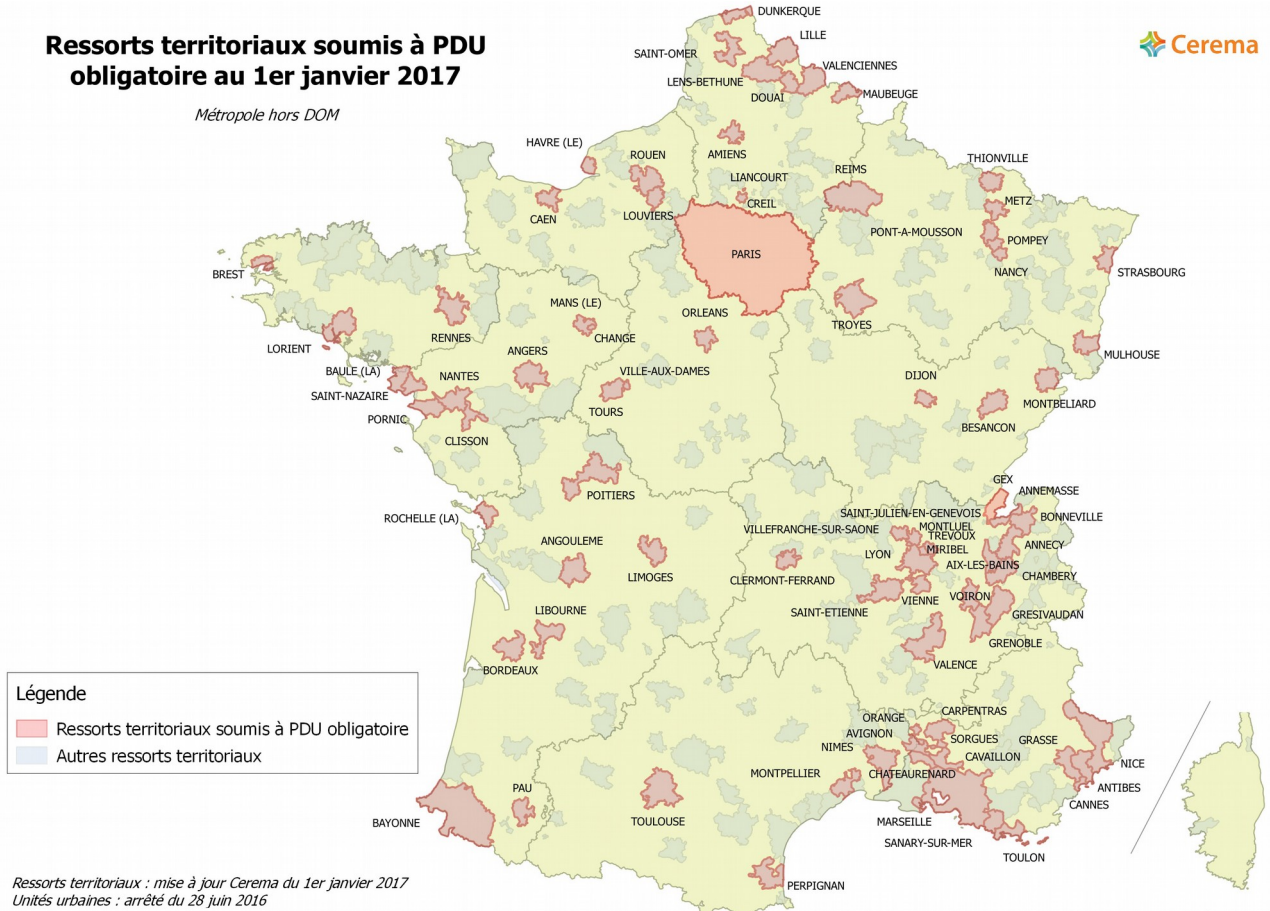 Ressorts territoriaux soumis à PDU
obligatoire au 1er janvier 2017
Métropole hors DOM
Cerema
DUNKERQUE
LILLE
SAINT-OMER
VALENCIENNES
LENS-BETHUNE
DOUAI
MAUBEUGE
HAVRE (LE)
ROUEN
AMIENS
LIANCOURT
REIMS
THIONVILLE
CREIL
METZ
CAEN
LOUVIERS
PONT-A-MOUSSON
POMPEY
PARIS
NANCY
STRASBOURG
BREST
MANS (LE)
ORLEANS
TROYES
RENNES
CHANGE
LORIENT
ANGERS
MULHOUSE
BAULE (LA)
NANTES
VILLE-AUX-DAMES
DIJON
SAINT-NAZAIRE
MONTBELIARD
PORNIC
TOURS
BESANCON
CLISSON
GEX
ANNEMASSE
POITIERS
SAINT-JULIEN-EN-GENEVOIS
BONNEVILLE
ROCHELLE (LA)
VILLEFRANCHE-SUR-SAONE
MONTLUEL
TREVOUX
ANGOULEME
LYON
MIRIBEL
ANNECY
AIX-LES-BAINS
LIMOGES
CLERMONT-FERRAND
CHAMBERY
VIENNE
VOIRON
LIBOURNE
SAINT-ETIENNE
GRESIVAUDAN
GRENOBLE
BORDEAUX
VALENCE
Légende
Ressorts territoriaux soumis à PDU obligatoire
Autres ressorts territoriaux
CARPENTRAS
ORANGE
AVIGNON
SORGUES
GRASSE
NIMES
CAVAILLON
NICE
MONTPELLIER
CHATEAURENARD
ANTIBES
PAU
CANNES
BAYONNE
TOULOUSE
MARSEILLE
SANARY-SUR-MER
TOULON
PERPIGNAN
Ressorts territoriaux : mise à jour Cerema du 1er janvier 2017
Unités urbaines : arrêté du 28 juin 2016